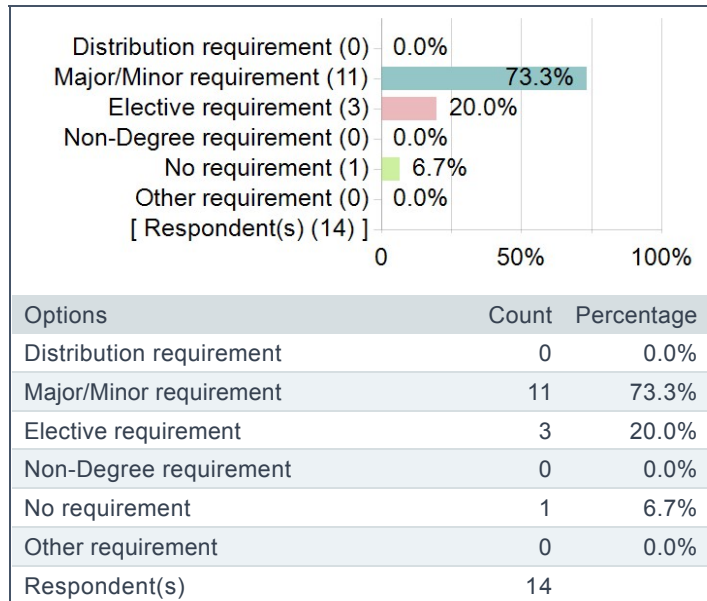 Distribution requirement (0) 0.0%
Major/Minor requirement (11) 73.3%
Elective requirement (3) 20.0%
Non-Degree requirement (0) 0.0%
No requirement (1) 6.7%
Other requirement (0) 0.0%
[ Respondent(s) (14) ]
0 50% 100%
Options Count Percentage
Distribution requirement 0 0.0%
Major/Minor requirement 11 73.3%
Elective requirement 3 20.0%
Non-Degree requirement 0 0.0%
No requirement 1 6.7%
Other requirement 0 0.0%
Respondent(s) 14